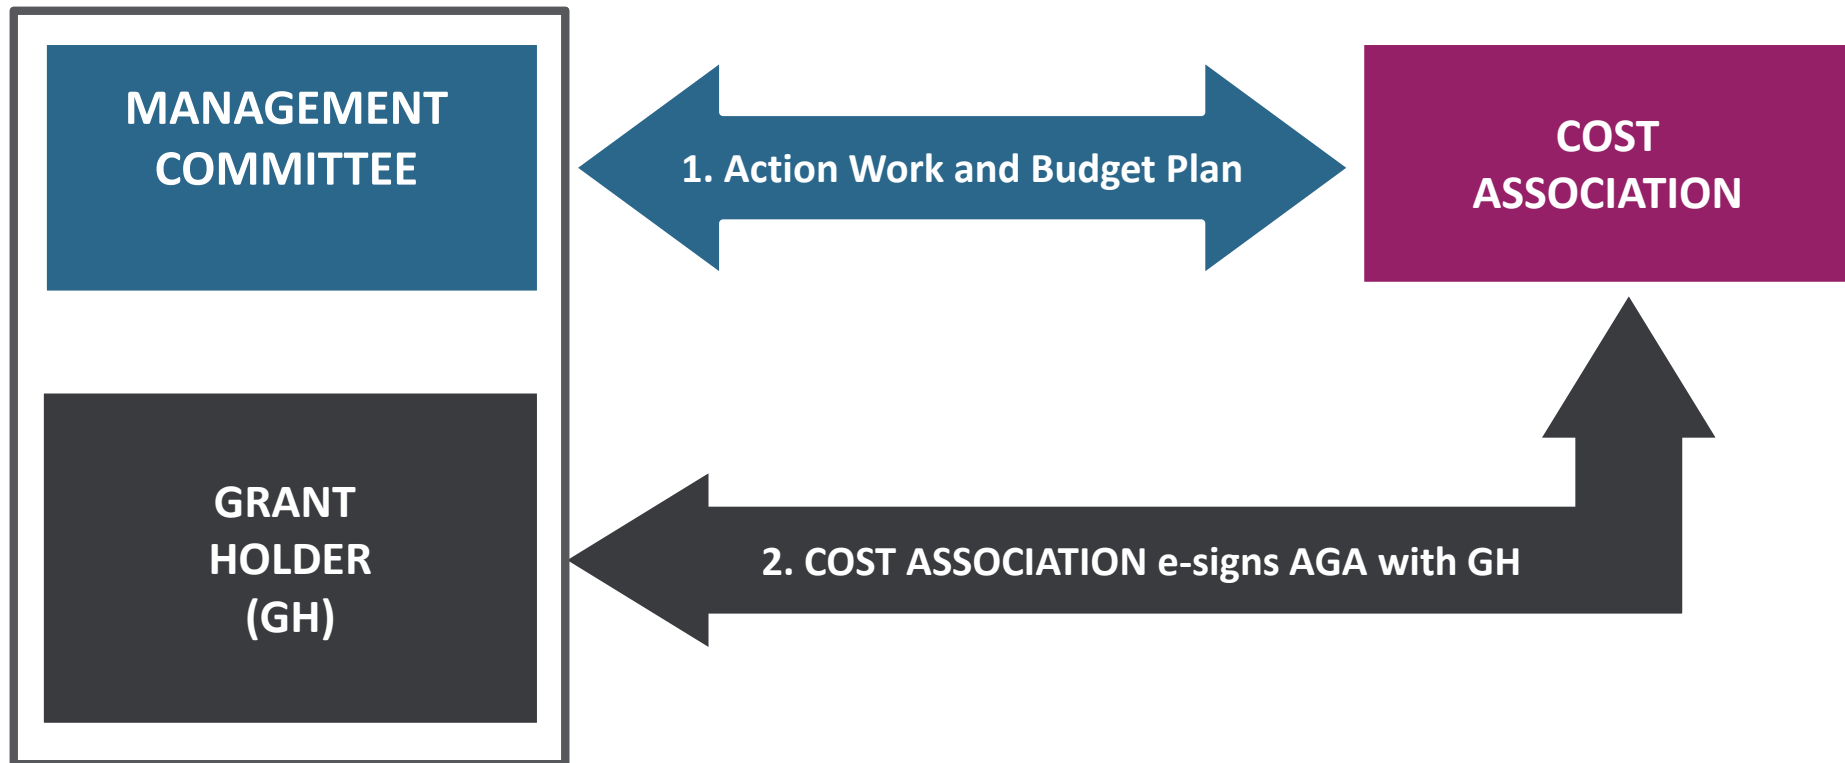 MANAGEMENT
COMMITTEE
1. Action Work and Budget Plan
COST
ASSOCIATION
GRANT
HOLDER
(GH)
2. COST ASSOCIATION e-signs AGA with GH